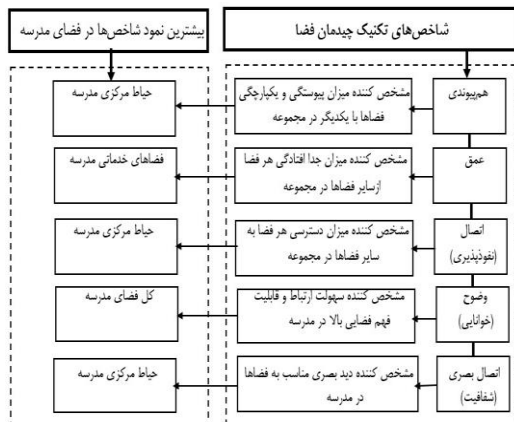 شاخص‌های تکنیک چیدمان فضا
بیشترین نمود شاخص‌ها در فضای مدرسه
هم‌پیوندی
مشخص کننده میزان پیوستگی و یکپارچگی
فضاها با یکدیگر در مجموعه
حیاط مرکزی مدرسه
عمق
مشخص کننده میزان جدا افتادگی هر فضا
ازسایر فضاها در مجموعه
فضاهای خدماتی مدرسه
اتصال
(نفوذپذیری)
مشخص کننده میزان دسترسی هر فضا به
سایر فضاها در مجموعه
حیاط مرکزی مدرسه
وضوح
(خوانایی)
مشخص کننده سهولت ارتباط و قابلیت
فهم فضایی بالا در مدرسه
کل فضای مدرسه
اتصال بصری
(شفافیت)
مشخص کننده دید بصری مناسب به فضاها
در مدرسه
حیاط مرکزی مدرسه